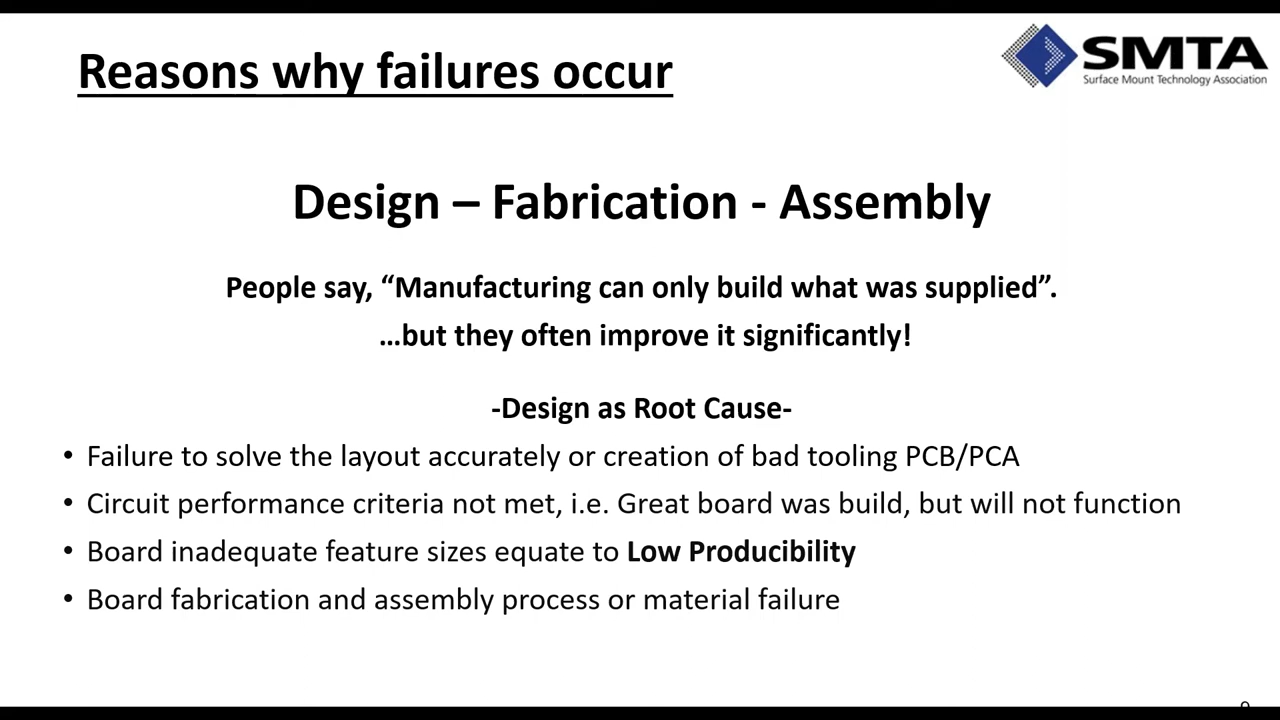 Reasons why failures occur
SMTA
Surface Mount Technology Association
Design – Fabrication - Assembly
People say, “Manufacturing can only build what was supplied”.
...but they often improve it significantly!
-Design as Root Cause-
• Failure to solve the layout accurately or creation of bad tooling PCB/PCA
• Circuit performance criteria not met, i.e. Great board was build, but will not function
• Board inadequate feature sizes equate to Low Producibility
• Board fabrication and assembly process or material failure